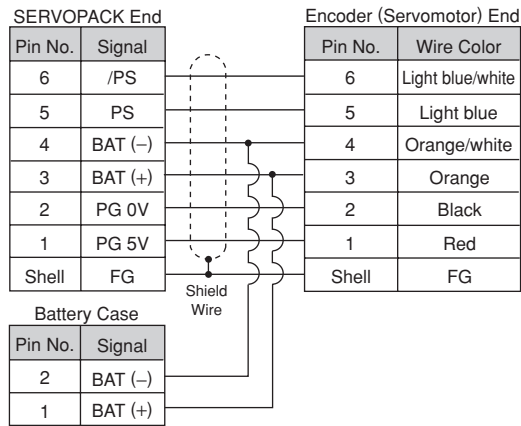 SERVOPACK End
Encoder (Servomotor) End
Pin No. Signal Pin No. Wire Color
6 /PS 6 Light blue/white
5 PS 5 Light blue
4 BAT (−) 4 Orange/white
3 BAT (+) 3 Orange
2 PG 0V 2 Black
1 PG 5V 1 Red
Shell FG Shell FG
Shield
Wire
Battery Case
Pin No. Signal
2 BAT (−)
1 BAT (+)